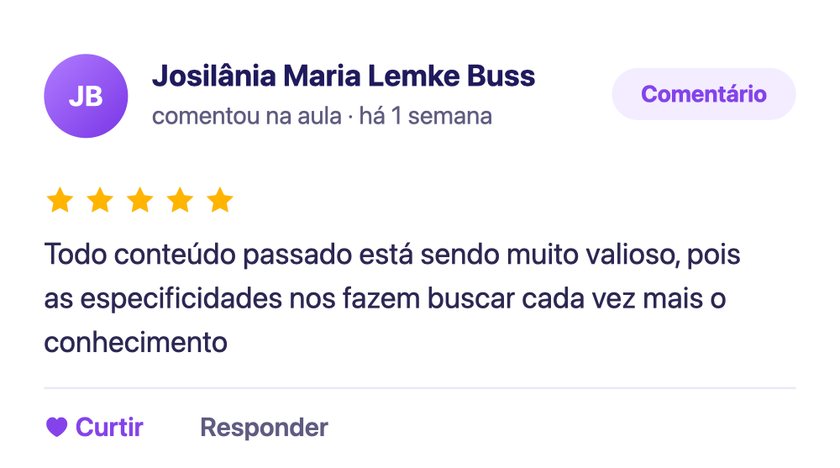 JB
Josilânia Maria Lemke Buss
comentou na aula · há 1 semana
Comentário
Todo conteúdo passado está sendo muito valioso, pois
as especificidades nos fazem buscar cada vez mais o
conhecimento
Curtir
Responder